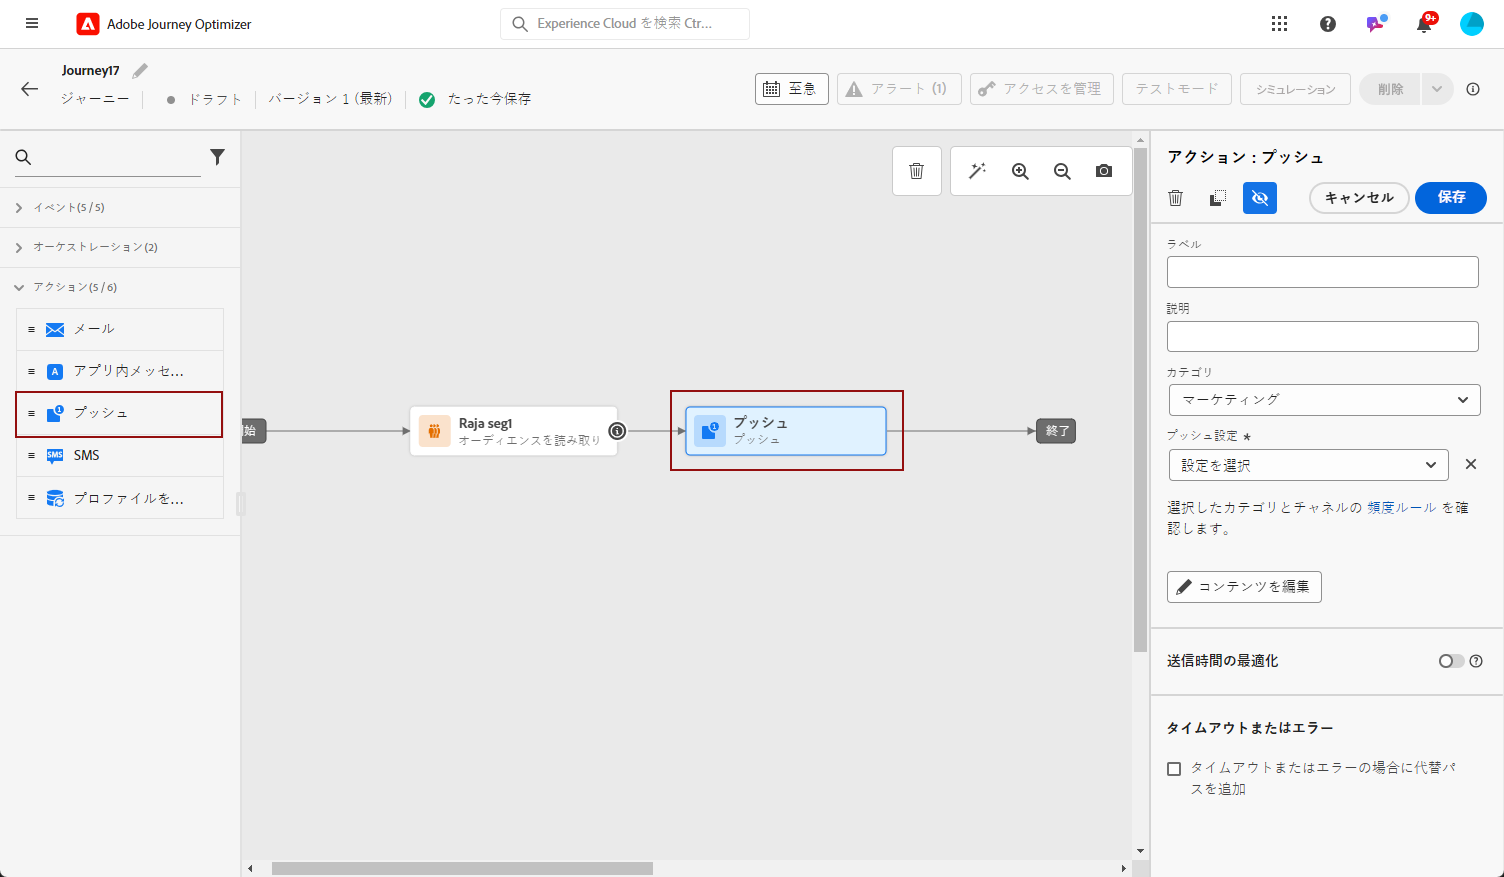 Adobe Journey Optimizer
Experience Cloud を検索 Ctr...
9+
Journey17
ジャーニー
ドラフト
バージョン 1 (最新)
たった今保存
至急
アラート (1)
アクセスを管理
テストモード
シミュレーション
削除
イベント(5 / 5)
オーケストレーション(2)
アクション(5 / 6)
メール
アプリ内メッセ...
プッシュ
SMS
プロファイルを...
始
Raja seg1
オーディエンスを読み取り
プッシュ
プッシュ
終了
アクション : プッシュ
キャンセル
保存
ラベル
説明
カテゴリ
マーケティング
プッシュ設定 *
設定を選択
選択したカテゴリとチャネルの 頻度ルール を確
認します。
コンテンツを編集
送信時間の最適化
タイムアウトまたはエラー
タイムアウトまたはエラーの場合に代替パ
スを追加